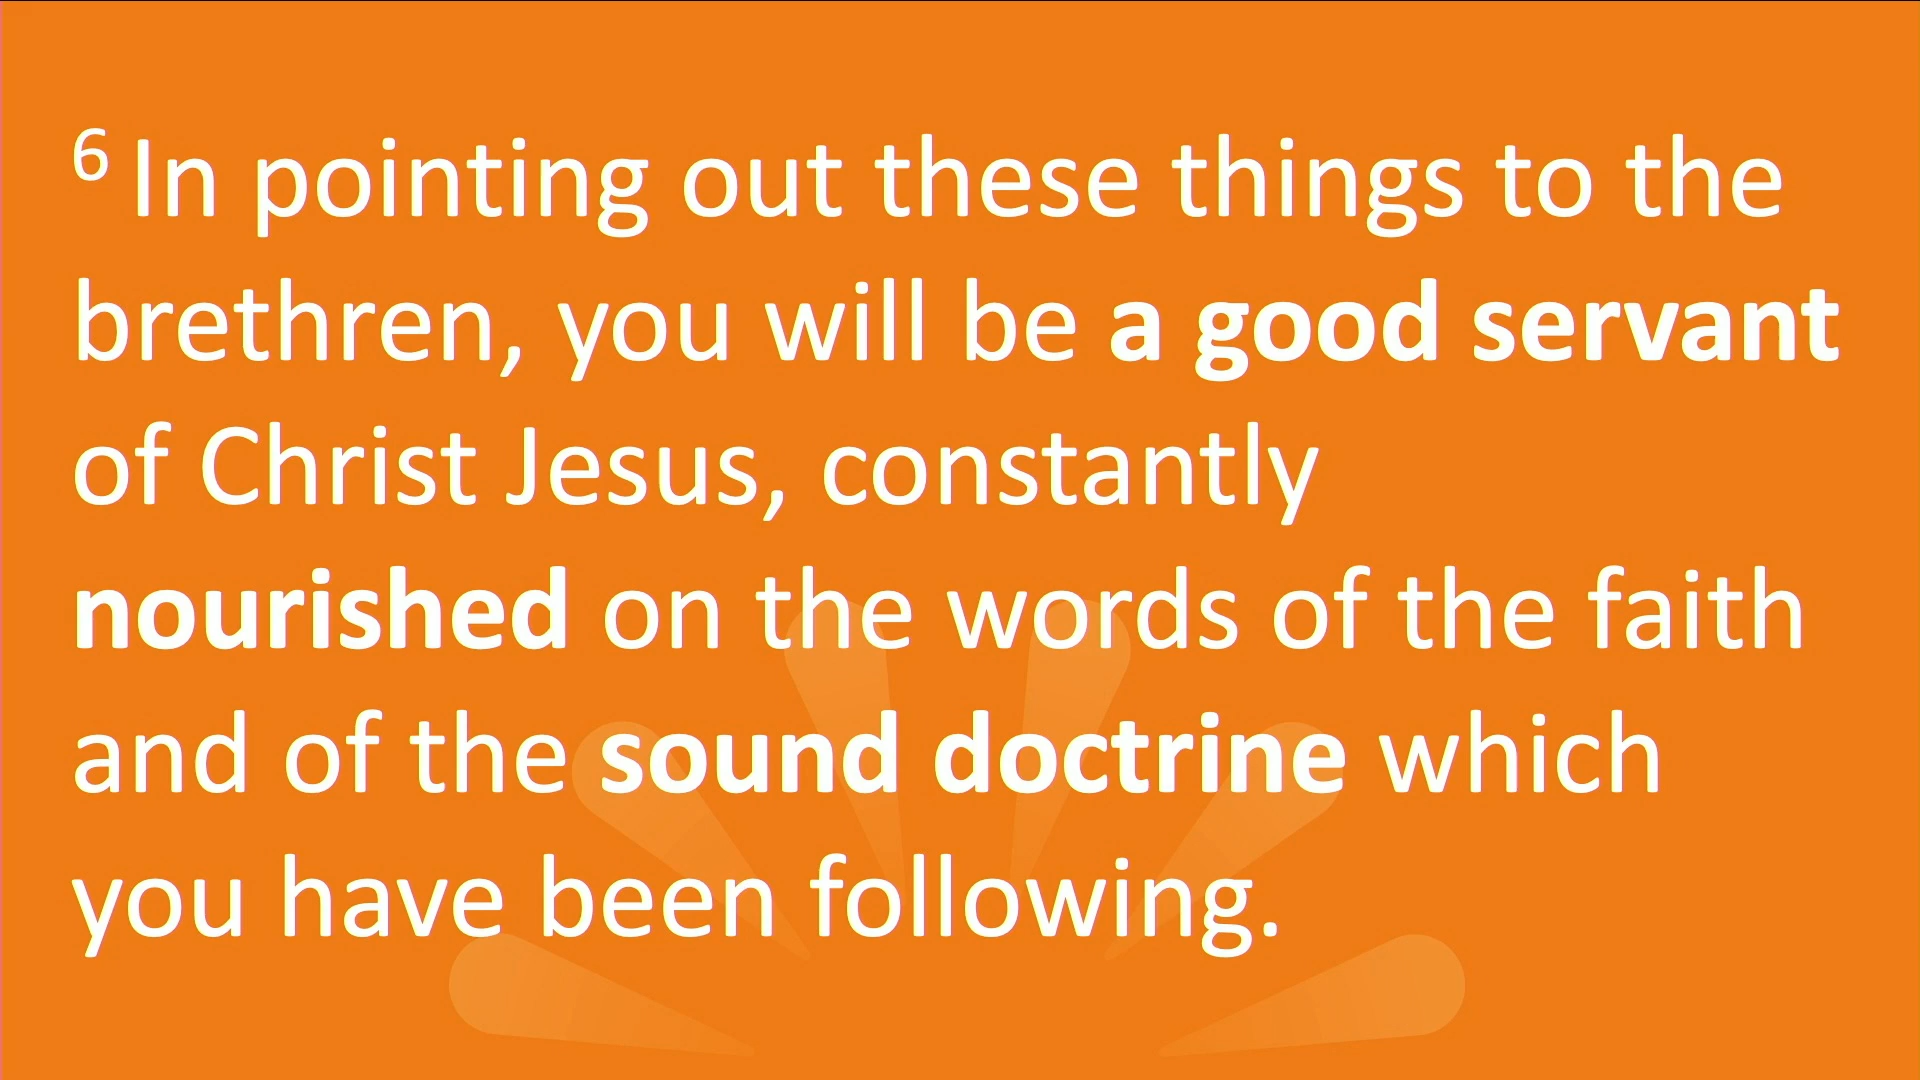 6 In pointing out these things to the
brethren, you will be a good servant
of Christ Jesus, constantly
nourished on the words of the faith
and of the sound doctrine which
you have been following.